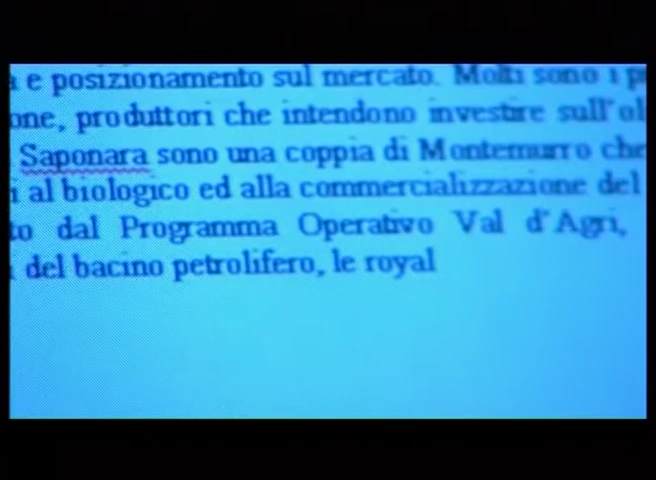 e posizionamento sul mercato. Molti sono i p
one, produttori che intendono investire sull'ol
Saponara sono una coppia di Montemurro che
i al biologico ed alla commercializzazione del
to dal Programma Operativo Val d'Agri,
del bacino petrolifero, le royal